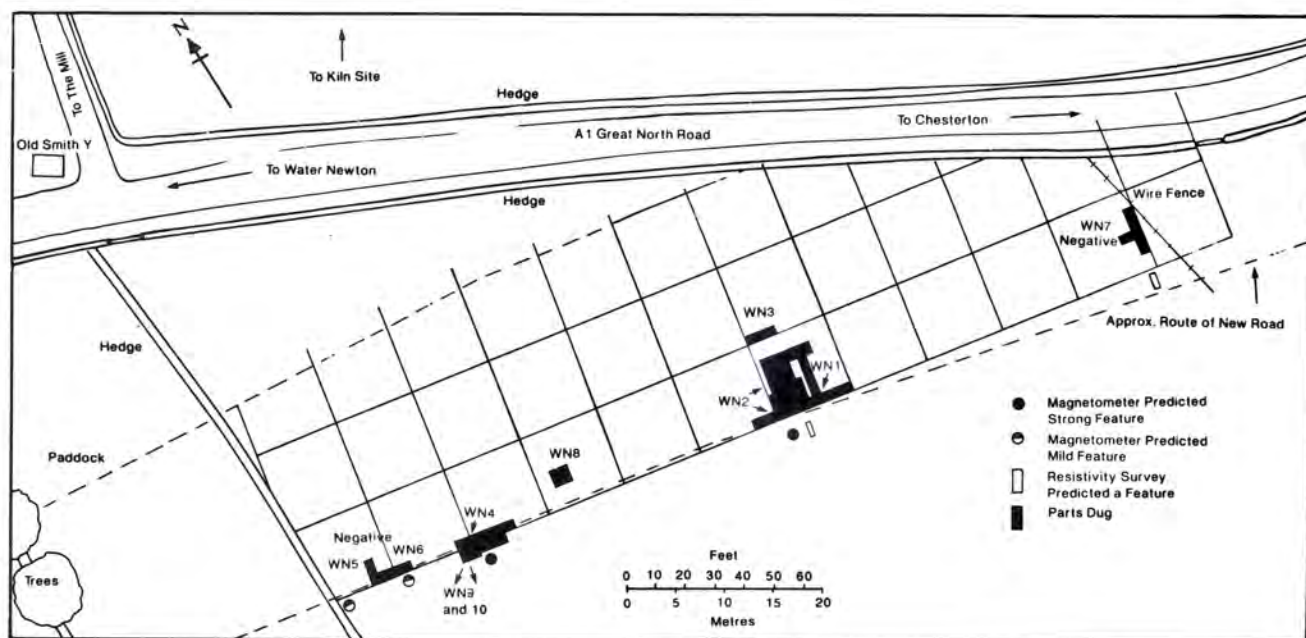 N
To The Mill
To Kiln Site
Hedge
Old Smith Y
A1 Great North Road
To Chesterton
To Water Newton
Hedge
Wire Fence
WN7
Negative
Hedge
Approx. Route of New Road
WN3
WN1
WN2
Paddock
WN8
WN4
Negative
WN6
WN5
WN9
and 10
Trees
Magnetometer Predicted
Strong Feature
Magnetometer Predicted
Mild Feature
Resistivity Survey
Predicted a Feature
Parts Dug
Feet
0 10 20 30 40 50 60
0 5 10 15 20
Metres